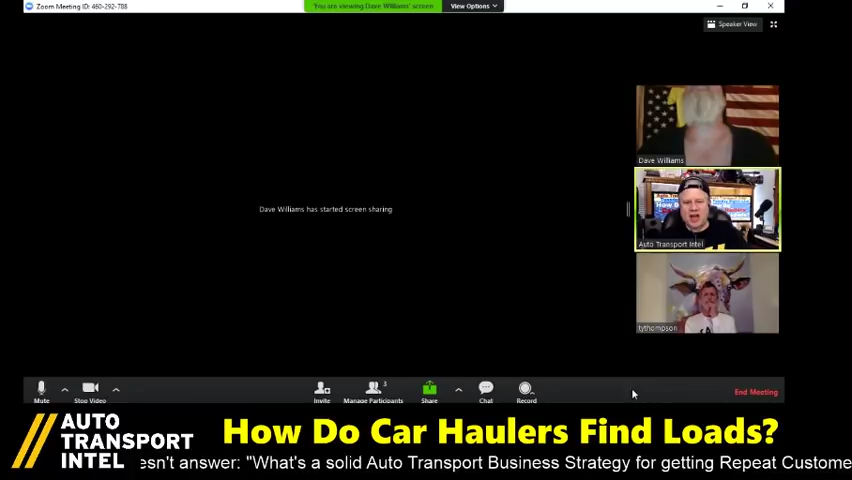 Zoom Meeting ID: 460-292-788
You are viewing Dave Williams' screen
View Options
Speaker View
Dave Williams
Dave Williams has started screen sharing
Auto Transport Intel
tythompson
3
Mute
Stop Video
Invite
Manage Participants
Share
Chat
Record
End Meeting
AUTO
TRANSPORT
INTEL
How Do Car Haulers Find Loads?
esn't answer: "What's a solid Auto Transport Business Strategy for getting Repeat Custome